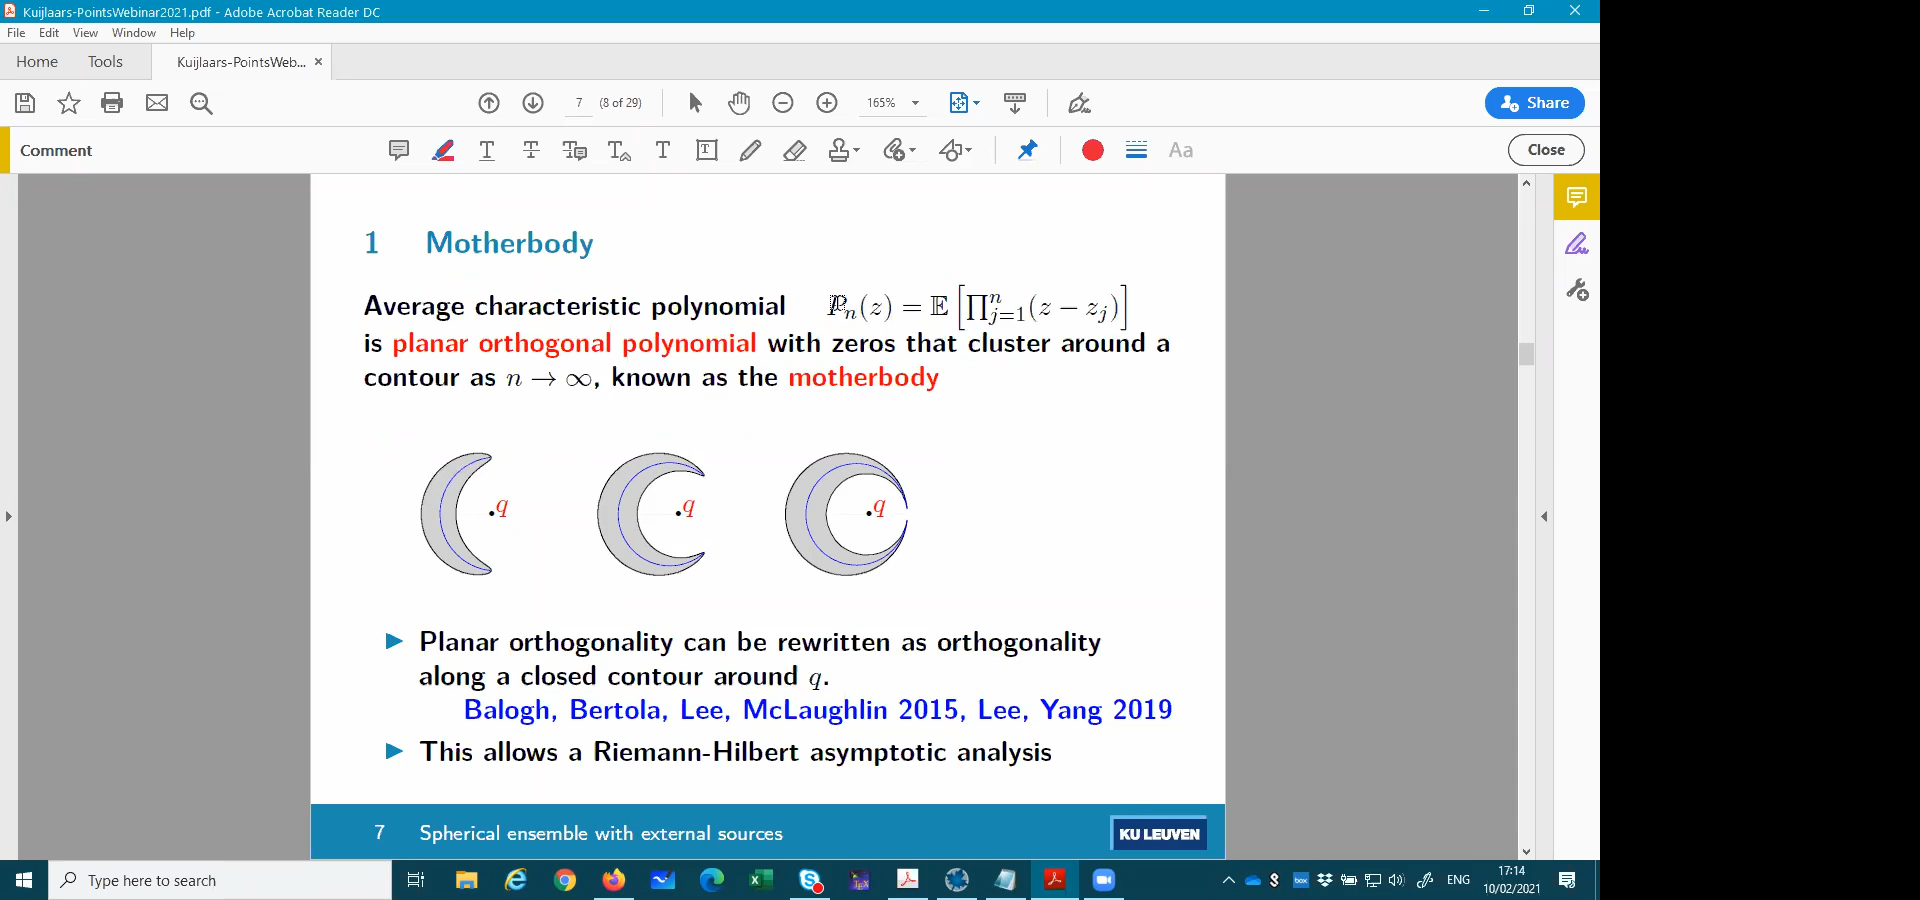 Kuijlaars-PointsWebinar2021.pdf - Adobe Acrobat Reader DC
File Edit View Window Help
Home Tools Kuijlaars-PointsWeb... ×
7 (8 of 29) 165% Share
Comment Aa Close
1 Motherbody
Average characteristic polynomial P_n(z) = 𝔼[∏_{j=1}^n (z − z_j)]
is planar orthogonal polynomial with zeros that cluster around a
contour as n → ∞, known as the motherbody
q q q
▶ Planar orthogonality can be rewritten as orthogonality
along a closed contour around q.
Balogh, Bertola, Lee, McLaughlin 2015, Lee, Yang 2019
▶ This allows a Riemann-Hilbert asymptotic analysis
7 Spherical ensemble with external sources KU LEUVEN
Type here to search ENG 17:14
10/02/2021